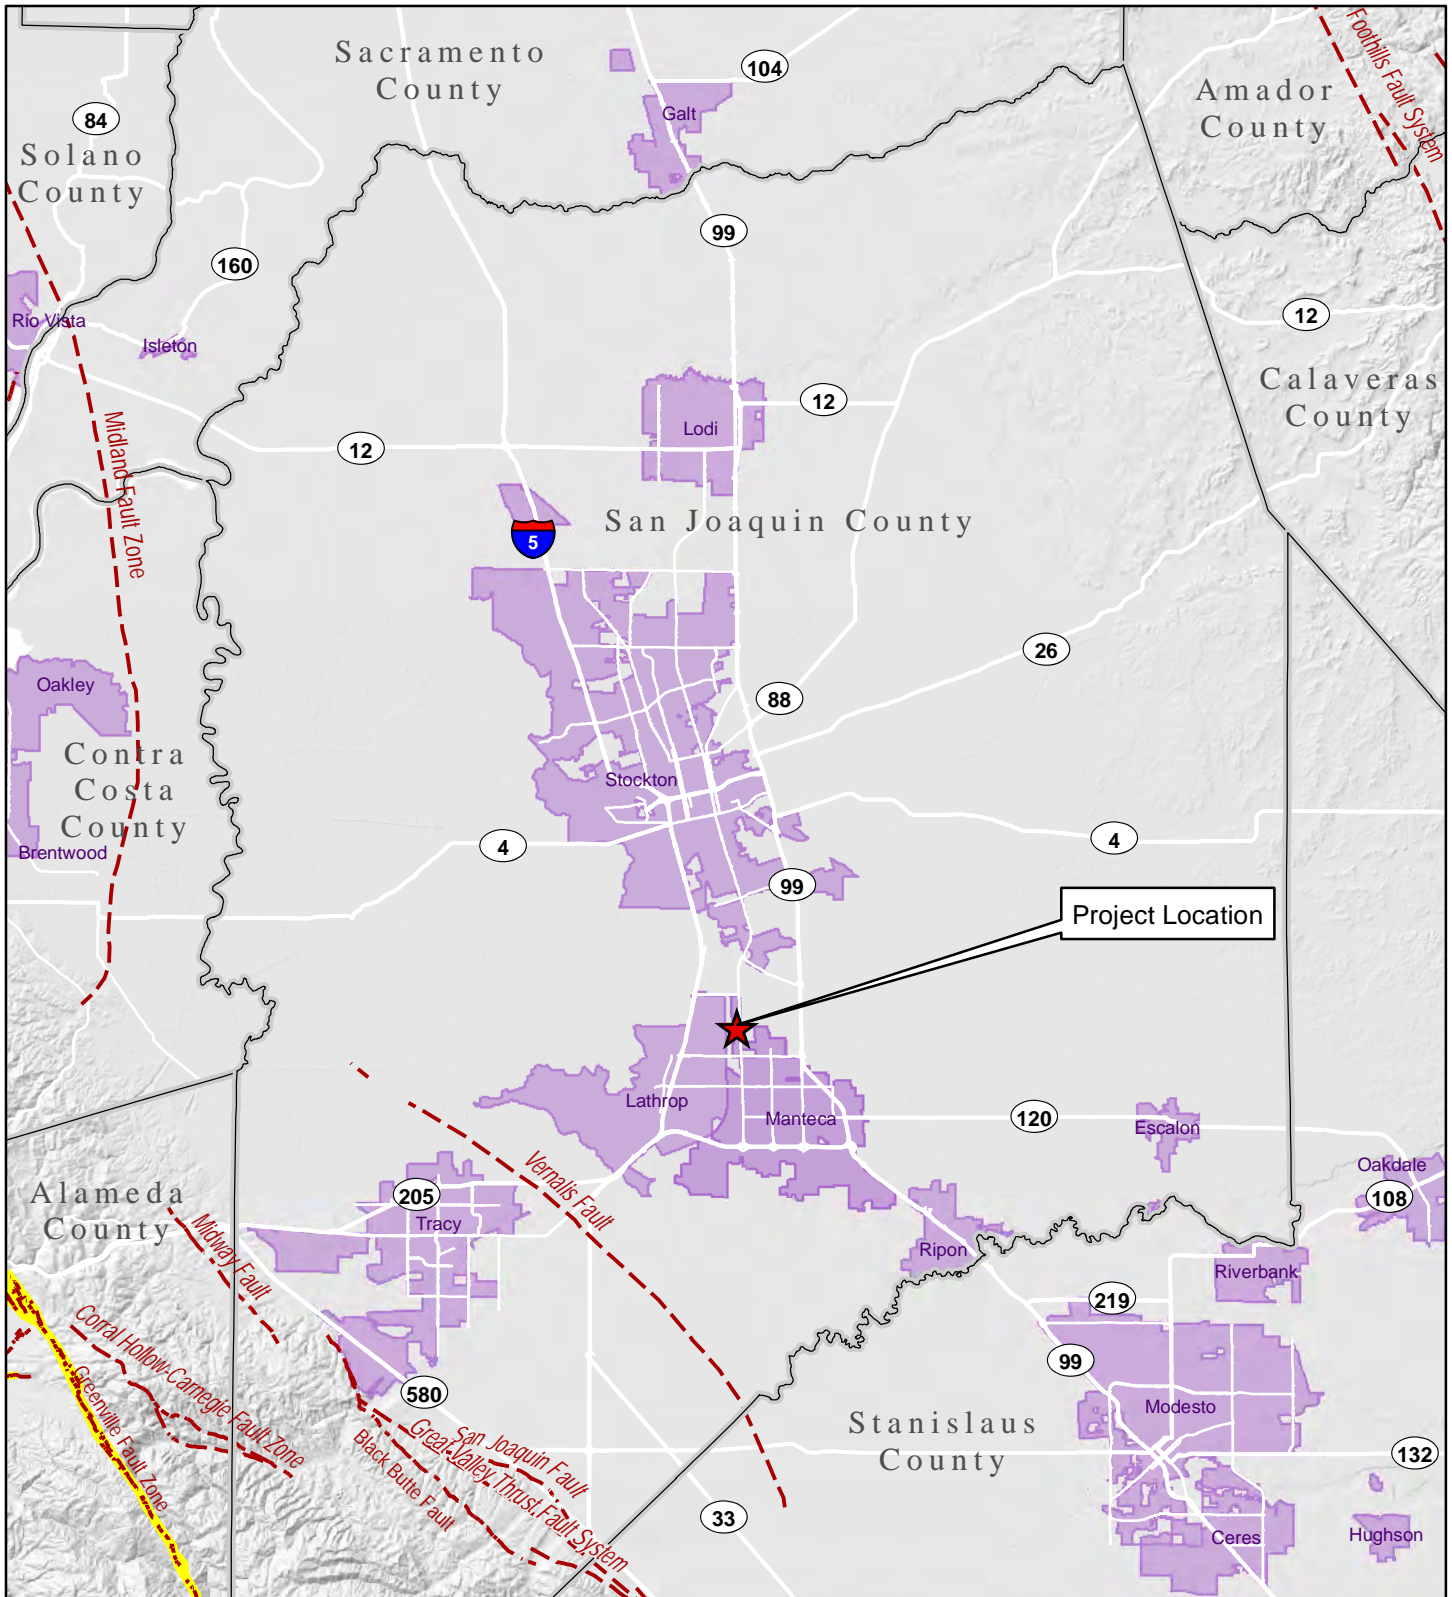 Sacramento
County
104
Foothills Fault System
Amador
County
84
Galt
Solano
County
99
160
Rio Vista
Isleton
12
Calaveras
County
12
Midland Fault Zone
Lodi
12
San Joaquin County
5
26
Oakley
88
Contra
Costa
County
Stockton
4
4
Brentwood
99
Project Location
Lathrop
Manteca
120
Escalon
Vernalis Fault
Oakdale
108
Alameda
County
205
Tracy
Midway Fault
Ripon
Riverbank
219
Corral Hollow-Carnegie Fault Zone
99
Greenville Fault Zone
580
Modesto
Stanislaus
County
San Joaquin Fault
Great Valley Thrust Fault System
Black Butte Fault
132
33
Ceres
Hughson